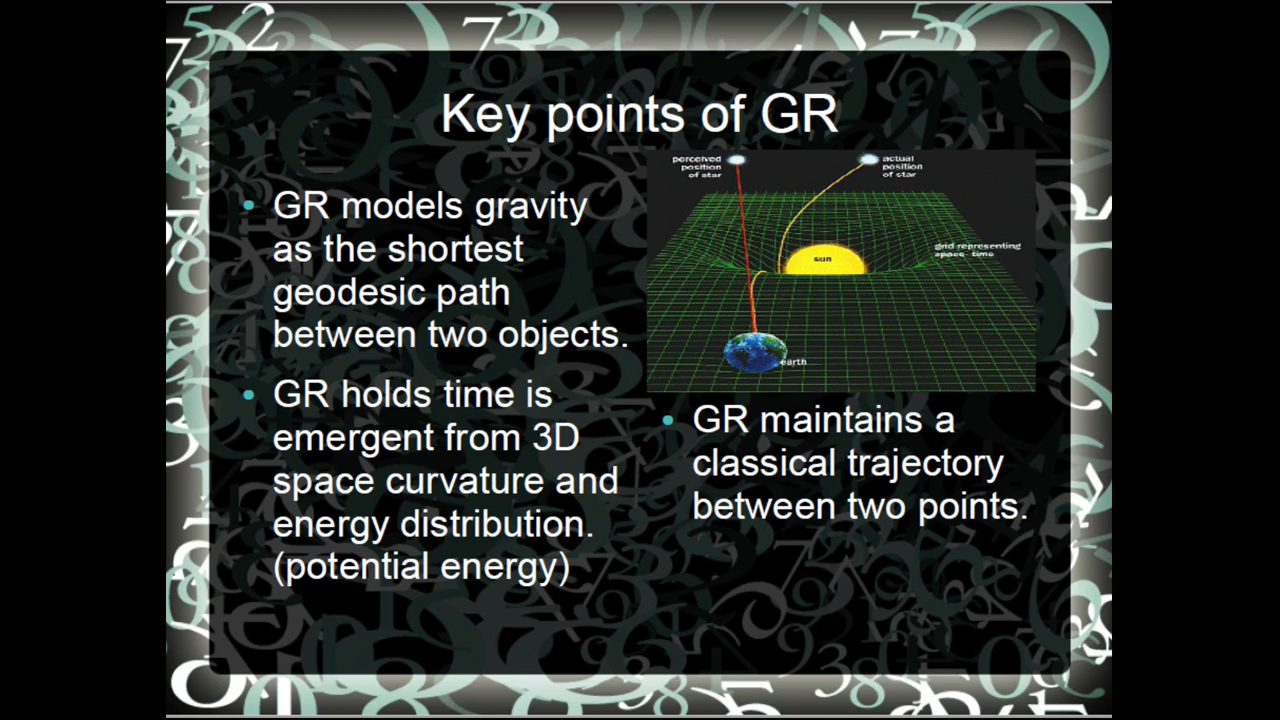 Key points of GR
GR models gravity
as the shortest
geodesic path
between two objects.
GR holds time is
emergent from 3D
space curvature and
energy distribution.
(potential energy)
perceived
position
of star
actual
position
of star
grid representing
space- time
sun
earth
GR maintains a
classical trajectory
between two points.